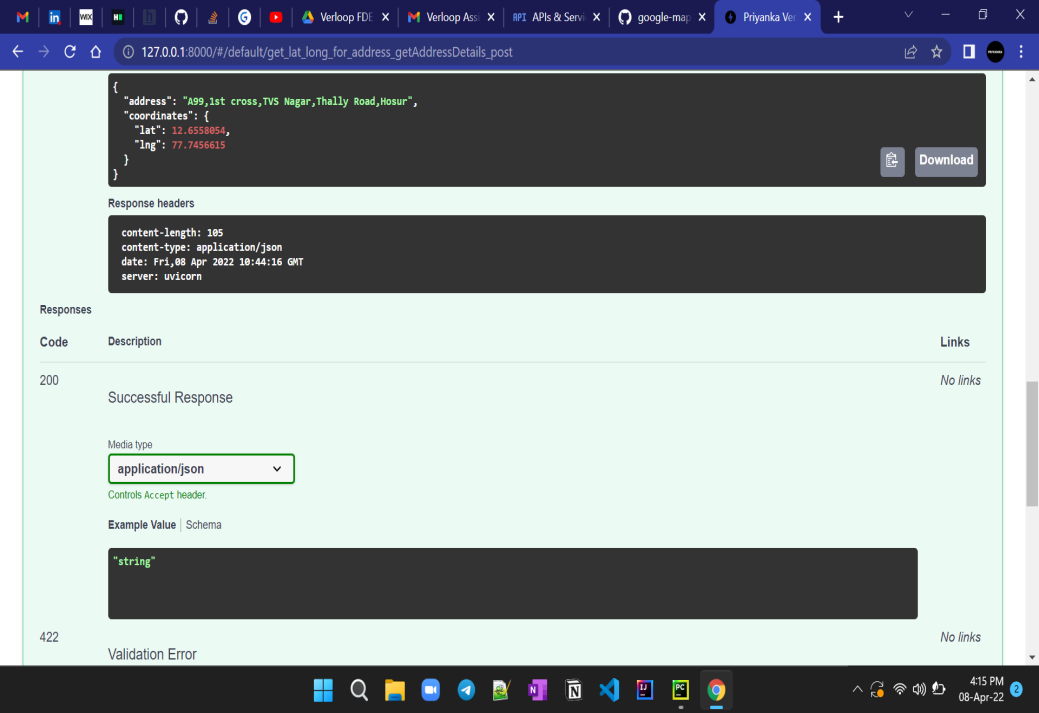 Verloop FDE
Verloop Ass
API APIs & Servi
google-map
Priyanka Ver
127.0.0.1:8000/#/default/get_lat_long_for_address_getAddressDetails_post
{
"address": "A99,1st cross,TVS Nagar,Thally Road,Hosur",
"coordinates": {
"lat": 12.6558054,
"lng": 77.7456615
}
}
Download
Response headers
content-length: 105
content-type: application/json
date: Fri,08 Apr 2022 10:44:16 GMT
server: uvicorn
Responses
Code Description Links
200 No links
Successful Response
Media type
application/json
Controls Accept header.
Example Value Schema
"string"
422 No links
Validation Error
4:15 PM
08-Apr-22
2